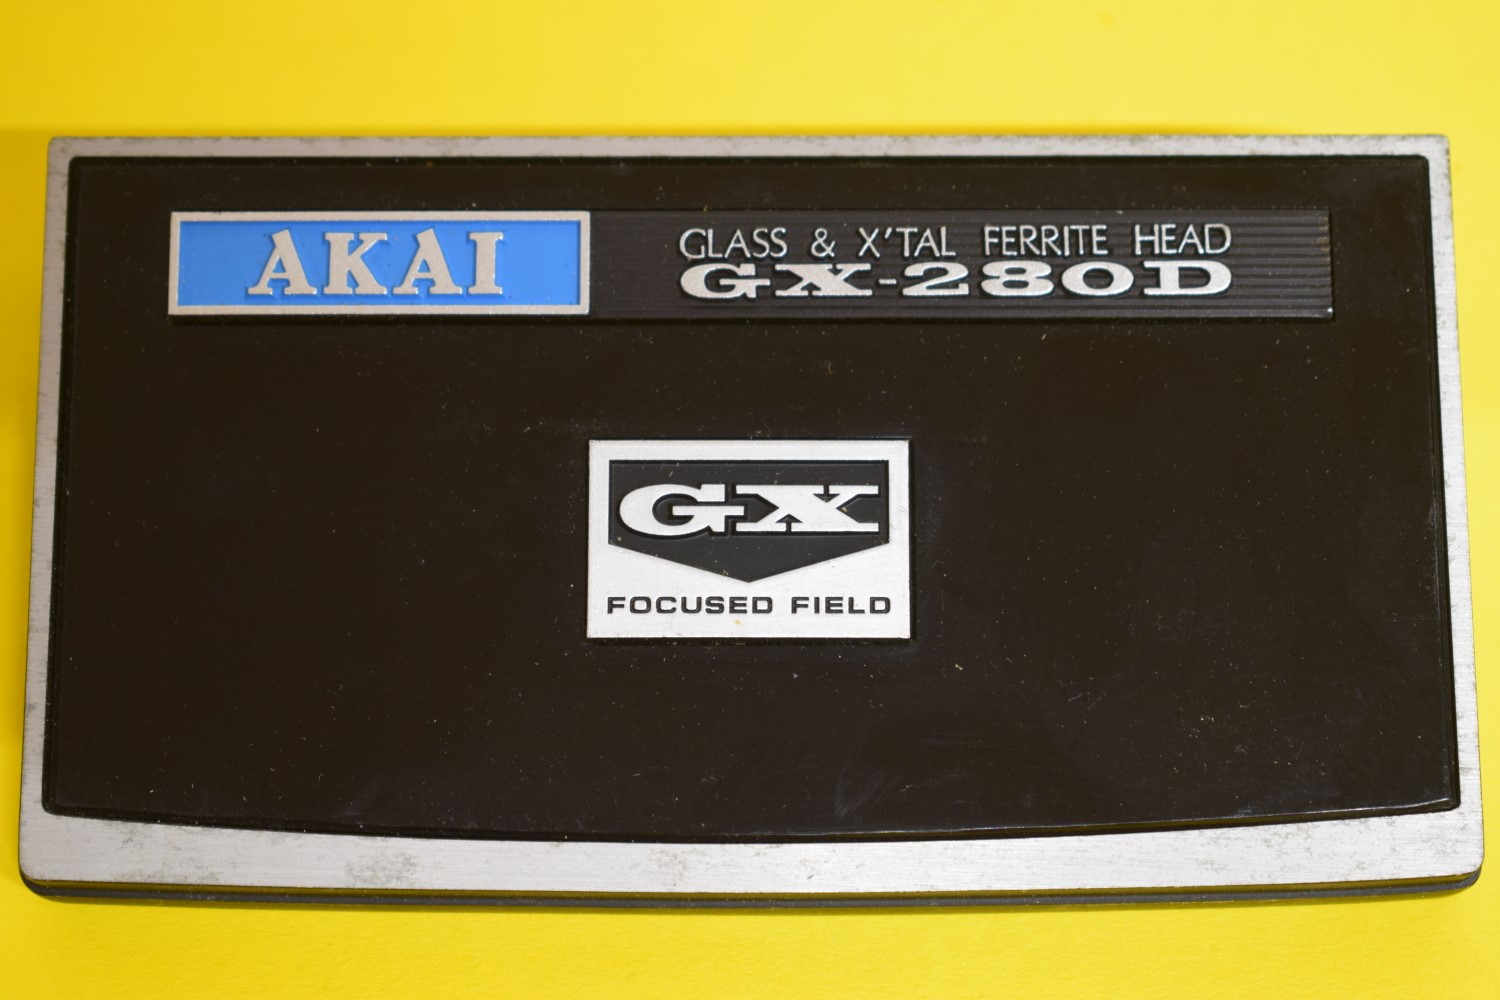 AKAI
GLASS & X'TAL FERRITE HEAD
GX-280D
GX
FOCUSED FIELD